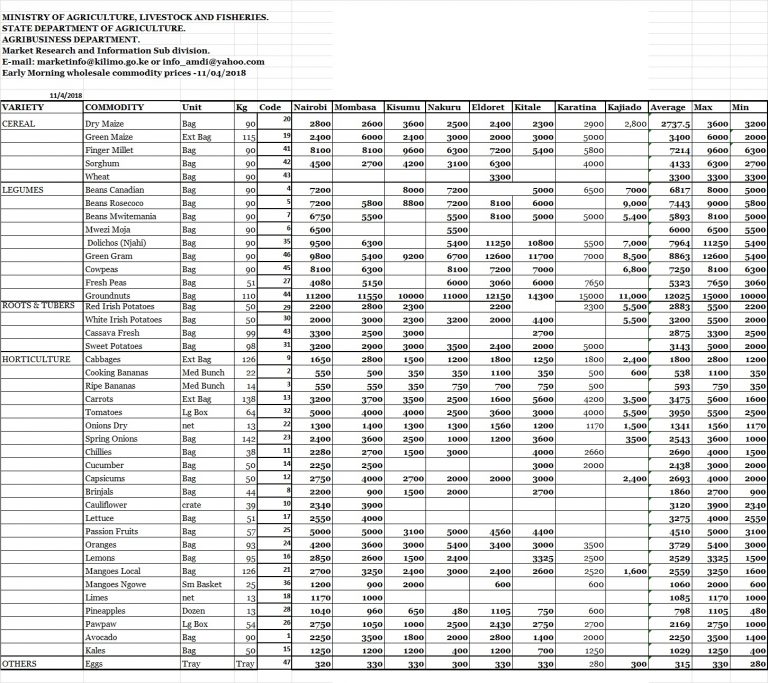 MINISTRY OF AGRICULTURE, LIVESTOCK AND FISHERIES.
STATE DEPARTMENT OF AGRICULTURE.
AGRIBUSINESS DEPARTMENT.
Market Research and Information Sub division.
E-mail: marketinfo@kilimo.go.ke or info_amdi@yahoo.com
Early Morning wholesale commodity prices -11/04/2018
11/4/2018
VARIETY COMMODITY Unit Kg Code Nairobi Mombasa Kisumu Nakuru Eldoret Kitale Karatina Kajiado Average Max Min
CEREAL Dry Maize Bag 90 20 2800 2600 3600 2500 2400 2300 2900 2,800 2737.5 3600 3200
Green Maize Ext Bag 115 19 2400 6000 2400 3000 2000 3000 5000 3400 6000 2000
Finger Millet Bag 90 41 8100 8100 9600 6300 7200 5400 5800 7214 9600 6300
Sorghum Bag 90 42 4500 2700 4200 3100 6300 4000 4133 6300 2700
Wheat Bag 90 43 3300 3300 3300 3300
LEGUMES Beans Canadian Bag 90 4 7200 8000 7200 5000 6500 7000 6817 8000 5000
Beans Rosecoco Bag 90 5 7200 5800 8800 7200 8100 6000 9,000 7443 9000 5800
Beans Mwitemania Bag 90 7 6750 5500 5500 8100 5000 5000 5,400 5893 8100 5000
Mwezi Moja Bag 90 6 6500 5500 6000 6500 5500
Dolichos (Njahi) Bag 90 35 9500 6300 5400 11250 10800 5500 7,000 7964 11250 5400
Green Gram Bag 90 46 9800 5400 9200 6700 12600 11700 7000 8,500 8863 12600 5400
Cowpeas Bag 90 45 8100 6300 8100 7200 7000 6,800 7250 8100 6300
Fresh Peas Bag 51 27 4080 5150 6000 3060 6000 7650 5323 7650 3060
Groundnuts Bag 110 44 11200 11550 10000 11000 12150 14300 15000 11,000 12025 15000 10000
ROOTS & TUBERS Red Irish Potatoes Bag 50 29 2200 2800 2300 2200 2300 5,500 2883 5500 2200
White Irish Potatoes Bag 50 30 2000 3000 2300 3200 2000 4400 5,500 3200 5500 2000
Cassava Fresh Bag 99 43 3300 2500 3000 2700 2875 3300 2500
Sweet Potatoes Bag 98 31 3200 2900 3000 3500 2400 2000 5000 3143 5000 2000
HORTICULTURE Cabbages Ext Bag 126 9 1650 2800 1500 1200 1800 1250 1800 2,400 1800 2800 1200
Cooking Bananas Med Bunch 22 2 550 500 350 350 1100 350 500 600 538 1100 350
Ripe Bananas Med Bunch 14 3 550 550 350 750 700 750 500 593 750 350
Carrots Ext Bag 138 13 3200 3700 3500 2500 1600 5600 4200 3,500 3475 5600 1600
Tomatoes Lg Box 64 32 5000 4000 4000 2500 3600 3000 4000 5,500 3950 5500 2500
Onions Dry net 13 22 1300 1400 1300 1300 1560 1200 1170 1,500 1341 1560 1170
Spring Onions Bag 142 23 2400 3600 2500 1000 1200 3600 3500 2543 3600 1000
Chillies Bag 38 11 2280 2700 1500 3000 4000 2660 2690 4000 1500
Cucumber Bag 50 14 2250 2500 3000 2000 2438 3000 2000
Capsicums Bag 50 12 2750 4000 2700 2000 2000 3000 2,400 2693 4000 2000
Brinjals Bag 44 8 2200 900 1500 2000 2700 1860 2700 900
Cauliflower crate 39 10 2340 3900 3120 3900 2340
Lettuce Bag 51 17 2550 4000 3275 4000 2550
Passion Fruits Bag 57 25 5000 5000 3100 5000 4560 4400 4510 5000 3100
Oranges Bag 93 24 4200 3600 3000 5400 3400 3000 3500 3729 5400 3000
Lemons Bag 95 16 2850 2600 1500 2400 3325 2500 2529 3325 1500
Mangoes Local Bag 126 21 2700 3250 2400 3000 2400 2600 2520 1,600 2559 3250 1600
Mangoes Ngowe Sm Basket 25 36 1200 900 2000 600 600 1060 2000 600
Limes net 13 18 1170 1000 1085 1170 1000
Pineapples Dozen 13 28 1040 960 650 480 1105 750 600 798 1105 480
Pawpaw Lg Box 54 26 2750 1050 1000 2500 2430 2750 2700 2169 2750 1000
Avocado Bag 90 1 2250 3500 1800 2000 2800 1400 2000 2250 3500 1400
Kales Bag 50 15 1250 1200 1200 400 1200 700 1250 1029 1250 400
OTHERS Eggs Tray Tray 47 320 330 330 300 330 330 280 300 315 330 280